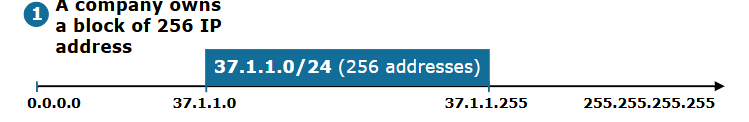 1
A company owns
a block of 256 IP
address
37.1.1.0/24 (256 addresses)
0.0.0.0 37.1.1.0 37.1.1.255 255.255.255.255